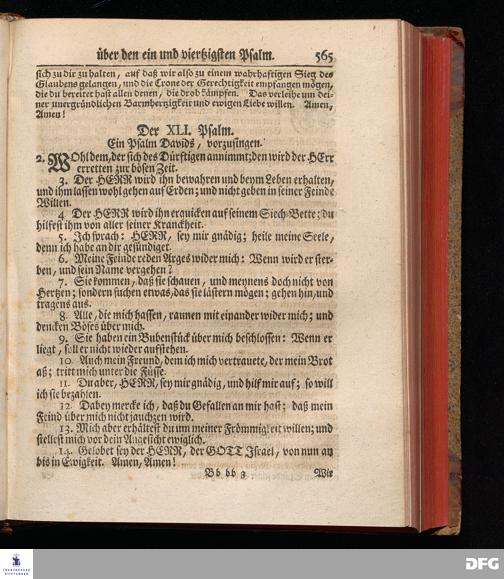 über den ein und viertzigsten Psalm. 565
sich zu dir zu halten, auf daß wir also zu einem wahrhaftigen Sieg des
Glaubens gelangen, und die Crone der Gerechtigkeit empfangen mögen,
die du bereitet hast allen denen, die drob kämpfen. Das verleihe um dei-
ner unergründlichen Barmhertzigkeit und ewigen Liebe willen. Amen,
Amen!
Der XLI. Psalm.
Ein Psalm Davids, vorzusingen.
2. Wohl dem, der sich des Dürftigen annimmt; den wird der HErr
erretten zur bösen Zeit.
3. Der HERR wird ihn bewahren und beym Leben erhalten,
und ihm lassen wohl gehen auf Erden; und nicht geben in seiner Feinde
Willen.
4 Der HERR wird ihn erquicken auf seinem Siech-Bette; du
hilfest ihm von aller seiner Kranckheit.
5. Ich sprach: HERR, sey mir gnädig; heile meine Seele,
denn ich habe an dir gesündiget.
6. Meine Feinde reden Arges wider mich: Wenn wird er ster-
ben, und sein Name vergehen?
7. Sie kommen, daß sie schauen, und meynens doch nicht von
Hertzen; sondern suchen etwas, das sie lästern mögen; gehen hin, und
tragens aus.
8. Alle, die mich hassen, raunen mit einander wider mich; und
dencken Böses über mich.
9. Sie haben ein Bubenstück über mich beschlossen: Wenn er
liegt, soll er nicht wieder aufstehen.
10 Auch mein Freund, dem ich mich vertrauete, der mein Brot
aß; tritt mich unter die Füsse.
11. Du aber, HERR, sey mir gnädig, und hilf mir auf; so will
ich sie bezahlen.
12 Dabey mercke ich, daß du Gefallen an mir hast; daß mein
Feind über mich nicht jauchzen wird.
13. Mich aber erhältest du um meiner Frömmigkeit willen; und
stellest mich vor dein Angesicht ewiglich.
14. Gelobet sey der HERR, der GOTT Israel, von nun an
bis in Ewigkeit. Amen, Amen!
Bb bb 3 Wir
FRANCKESCHE
STIFTUNGEN
DFG